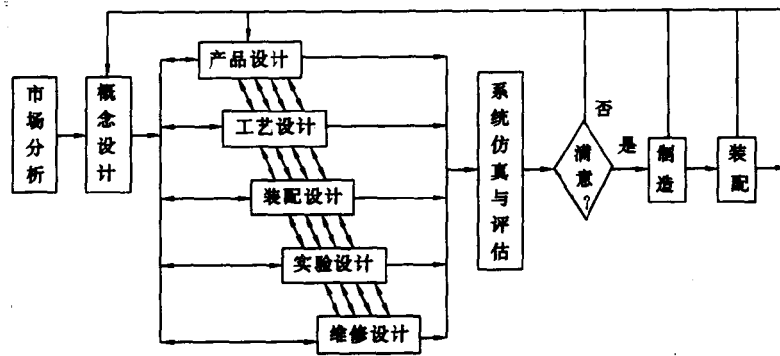 市场分析
概念设计
产品设计
工艺设计
装配设计
实验设计
维修设计
系统仿真与评估
满意?
否
是
制造
装配